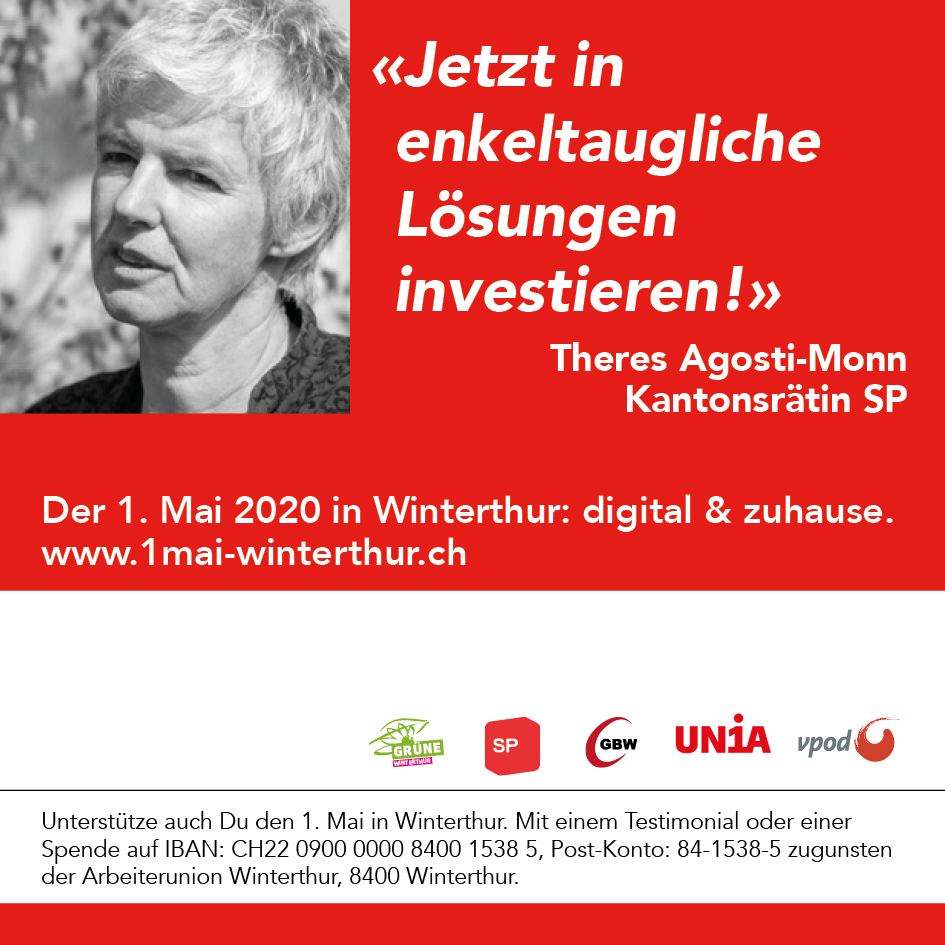 «Jetzt in
enkeltaugliche
Lösungen
investieren!»
Theres Agosti-Monn
Kantonsrätin SP
Der 1. Mai 2020 in Winterthur: digital & zuhause.
www.1mai-winterthur.ch
GRÜNE
WINTERTHUR
SP
GBW
UNiA
vpod
Unterstütze auch Du den 1. Mai in Winterthur. Mit einem Testimonial oder einer
Spende auf IBAN: CH22 0900 0000 8400 1538 5, Post-Konto: 84-1538-5 zugunsten
der Arbeiterunion Winterthur, 8400 Winterthur.